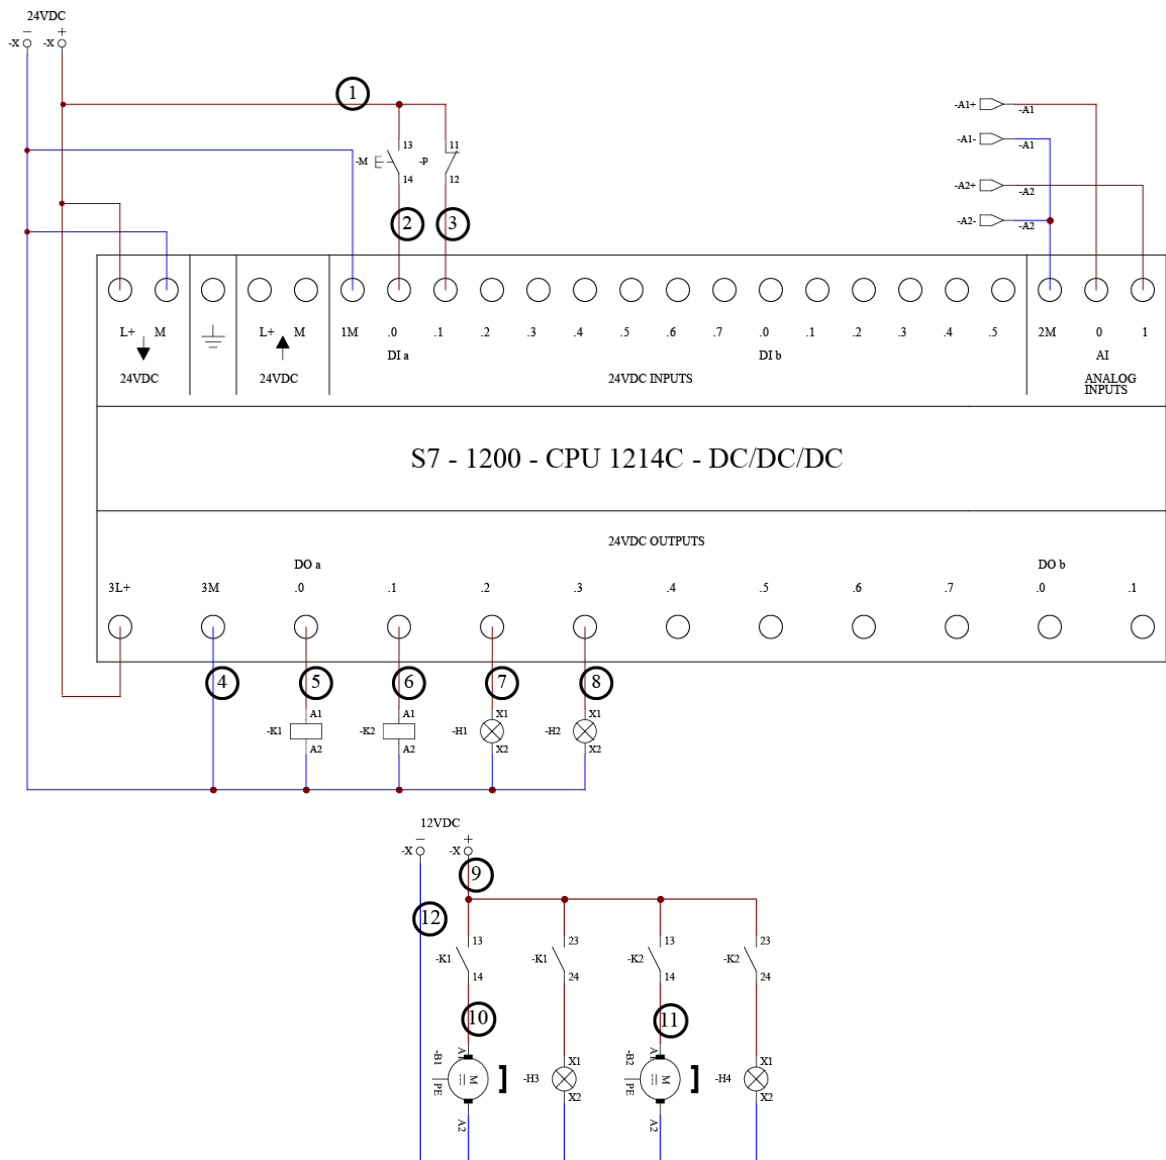 24VDC
− +
-X -X
1
-A1+ -A1
-A1- -A1
-A2+ -A2
-A2- -A2
13 11
-M -P
14 12
2 3
L+ M L+ M 1M .0 .1 .2 .3 .4 .5 .6 .7 .0 .1 .2 .3 .4 .5 2M 0 1
DI a DI b AI
24VDC 24VDC 24VDC INPUTS ANALOG
INPUTS
S7 - 1200 - CPU 1214C - DC/DC/DC
24VDC OUTPUTS
DO a DO b
3L+ 3M .0 .1 .2 .3 .4 .5 .6 .7 .0 .1
4 5 6 7 8
A1 A1 X1 X1
-K1 -K2 -H1 -H2
A2 A2 X2 X2
12VDC
− +
-X -X
9
12
13 23 13 23
-K1 -K1 -K2 -K2
14 24 14 24
10 11
-B1 A1 -B2 A1
M X1 M X1
PE -H3 PE -H4
X2 X2
A2 A2